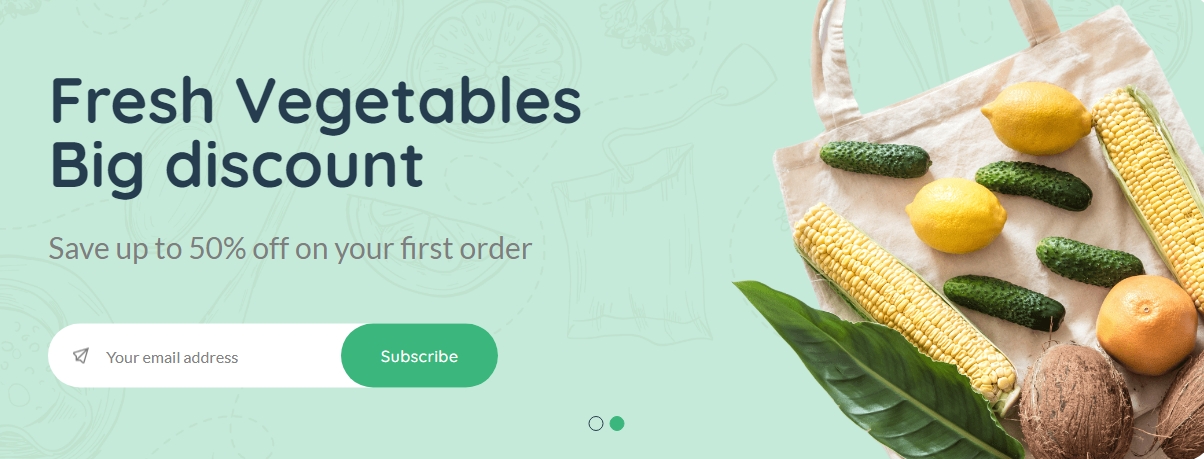 Fresh Vegetables
Big discount
Save up to 50% off on your first order
Your email address
Subscribe